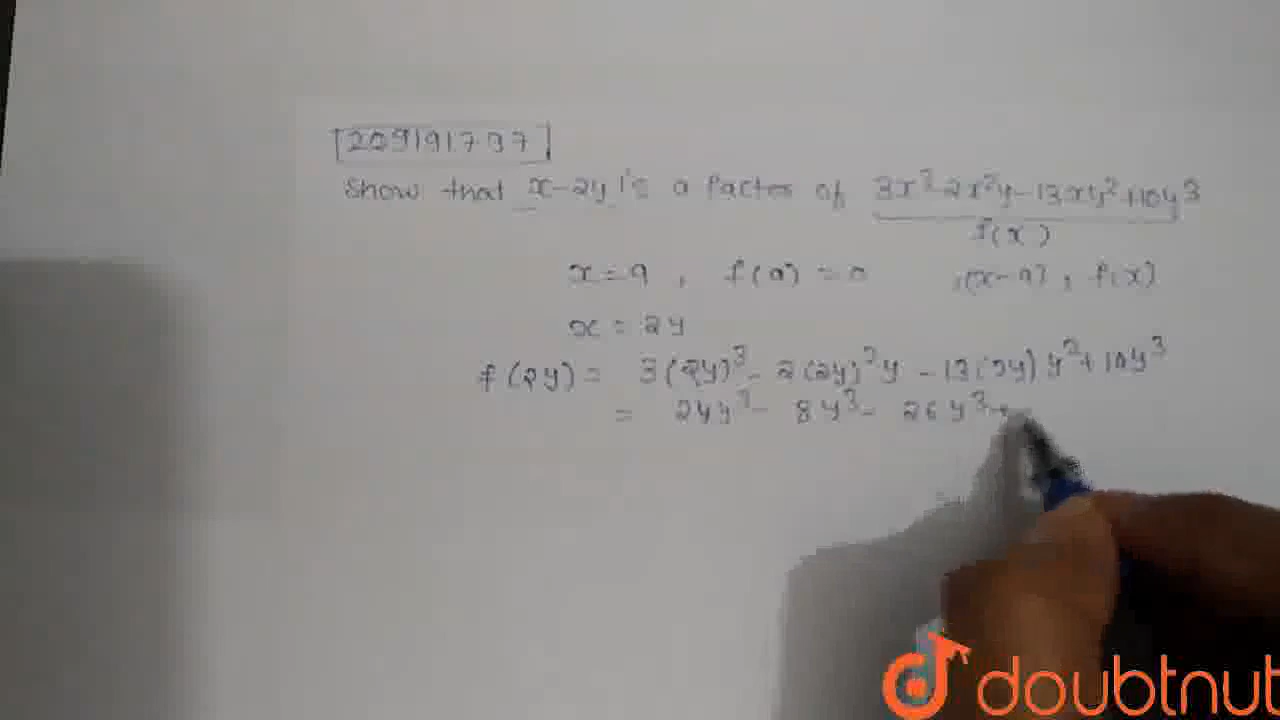 [209191797]
Show that x-2y is a factor of 3x³-2x²y-13xy²+10y³
f(x)
x=a, f(a)=0 (x-a), f(x)
x=2y
f(2y)= 3(2y)³-2(2y)²y-13(2y)y²+10y³
= 24y³-8y³-26y³+
doubtnut